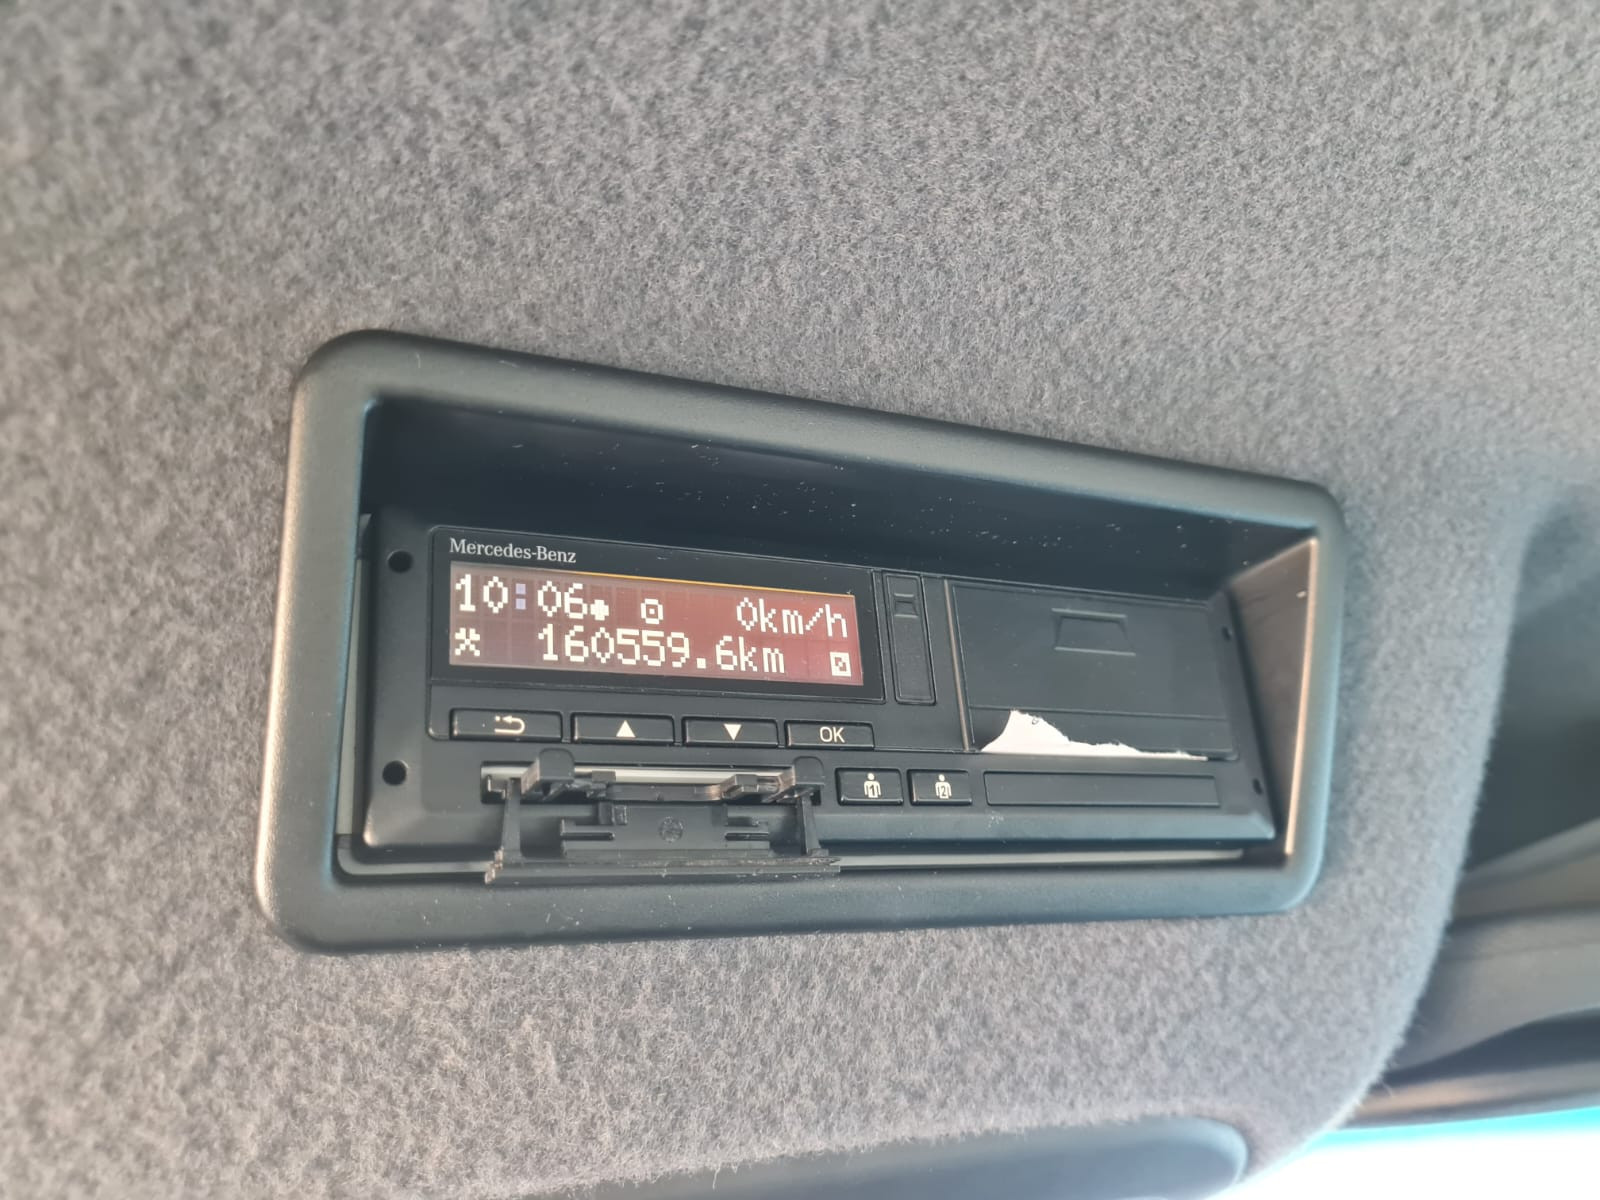 Mercedes-Benz
10:06 0km/h
160559.6km
OK
1 2